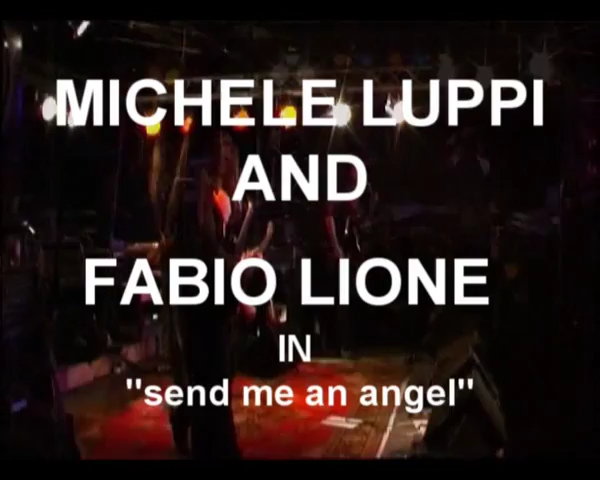 MICHELE LUPPI
AND
FABIO LIONE
IN
"send me an angel"